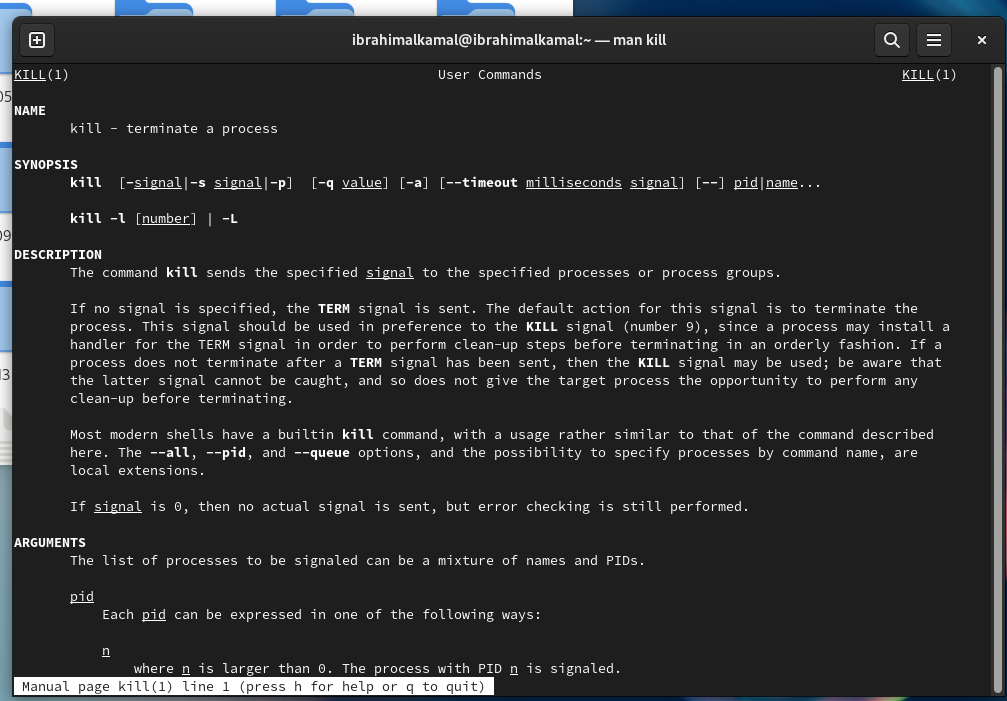 ibrahimalkamal@ibrahimalkamal:~ — man kill
KILL(1) User Commands KILL(1)
NAME
kill - terminate a process
SYNOPSIS
kill [-signal|-s signal|-p] [-q value] [-a] [--timeout milliseconds signal] [--] pid|name...
kill -l [number] | -L
DESCRIPTION
The command kill sends the specified signal to the specified processes or process groups.
If no signal is specified, the TERM signal is sent. The default action for this signal is to terminate the
process. This signal should be used in preference to the KILL signal (number 9), since a process may install a
handler for the TERM signal in order to perform clean-up steps before terminating in an orderly fashion. If a
process does not terminate after a TERM signal has been sent, then the KILL signal may be used; be aware that
the latter signal cannot be caught, and so does not give the target process the opportunity to perform any
clean-up before terminating.
Most modern shells have a builtin kill command, with a usage rather similar to that of the command described
here. The --all, --pid, and --queue options, and the possibility to specify processes by command name, are
local extensions.
If signal is 0, then no actual signal is sent, but error checking is still performed.
ARGUMENTS
The list of processes to be signaled can be a mixture of names and PIDs.
pid
Each pid can be expressed in one of the following ways:
n
where n is larger than 0. The process with PID n is signaled.
Manual page kill(1) line 1 (press h for help or q to quit)